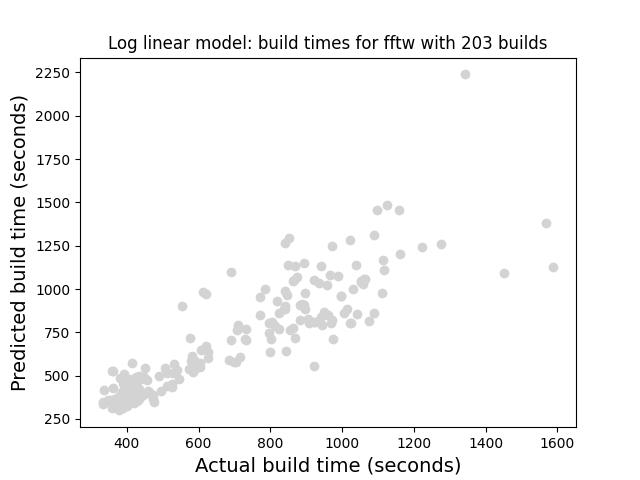 Log linear model: build times for fftw with 203 builds
2250
2000
1750
1500
1250
1000
750
500
250
Predicted build time (seconds)
400 600 800 1000 1200 1400 1600
Actual build time (seconds)